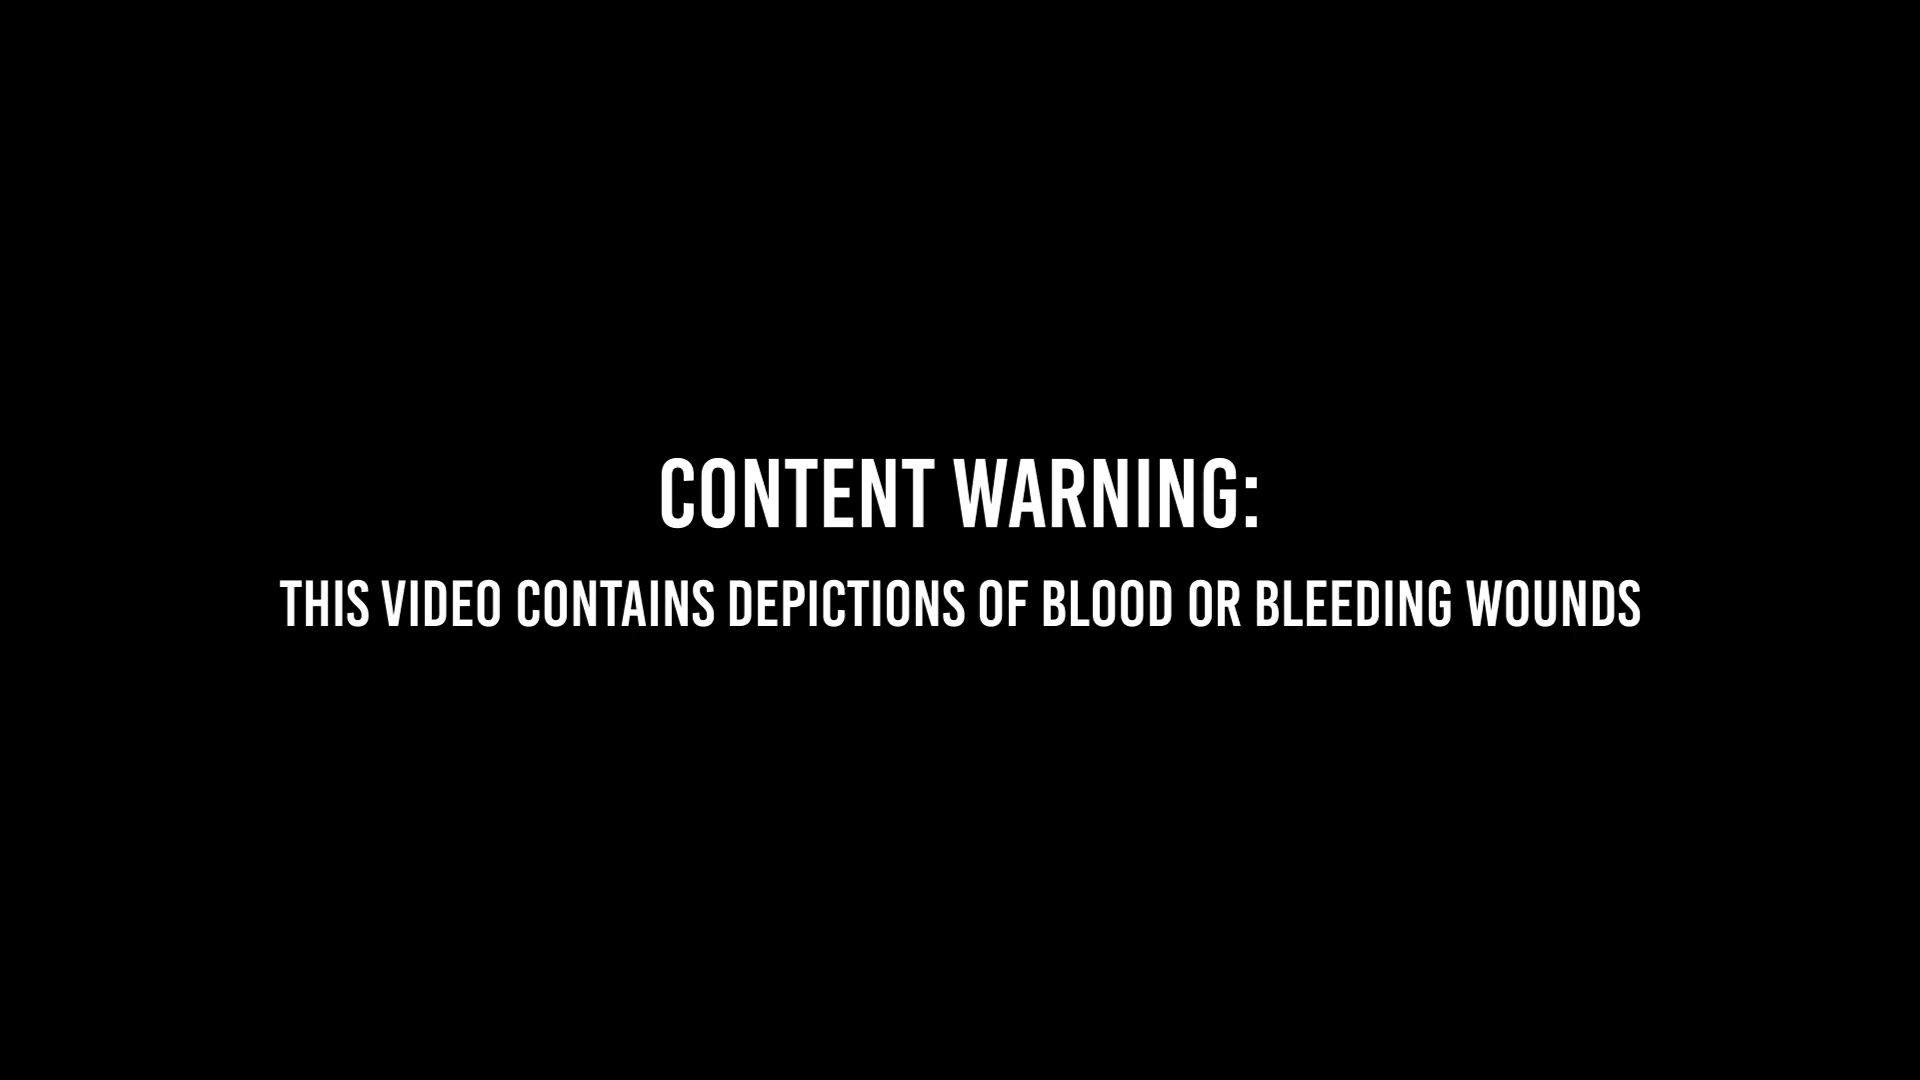 CONTENT WARNING:
THIS VIDEO CONTAINS DEPICTIONS OF BLOOD OR BLEEDING WOUNDS